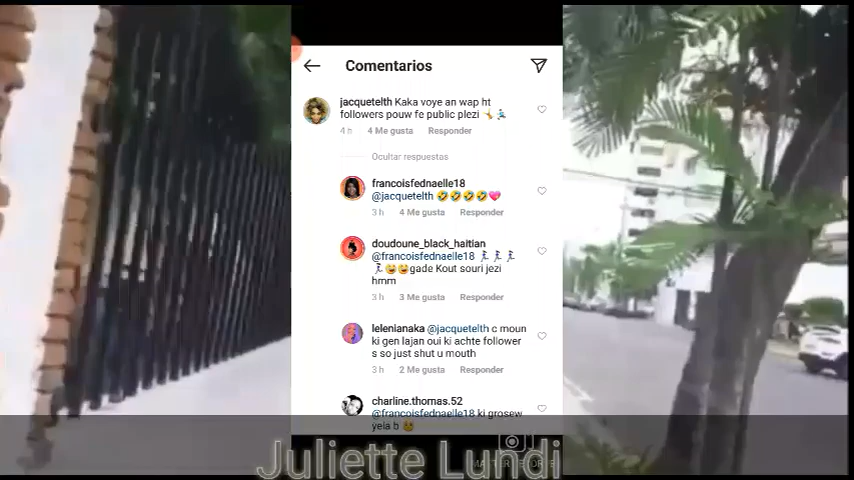 Comentarios
jacquetelth Kaka voye an wap ht
followers pouw fe public plezi
4 h 4 Me gusta Responder
Ocultar respuestas
francoisfednaelle18
@jacquetelth 🤣🤣🤣🤣💘
3 h 4 Me gusta Responder
doudoune_black_haitian
@francoisfednaelle18 🏃🏿‍♀️🏃🏿‍♀️🏃🏿‍♀️
🏃🏿‍♀️😅😅gade Kout souri jezi
hmm
3 h 3 Me gusta Responder
lelenianaka @jacquetelth c moun
ki gen lajan oui ki achte follower
s so just shut u mouth
3 h 2 Me gusta Responder
charline.thomas.52
@francoisfednaelle18 ki grosew
yela b
Juliette Lundi